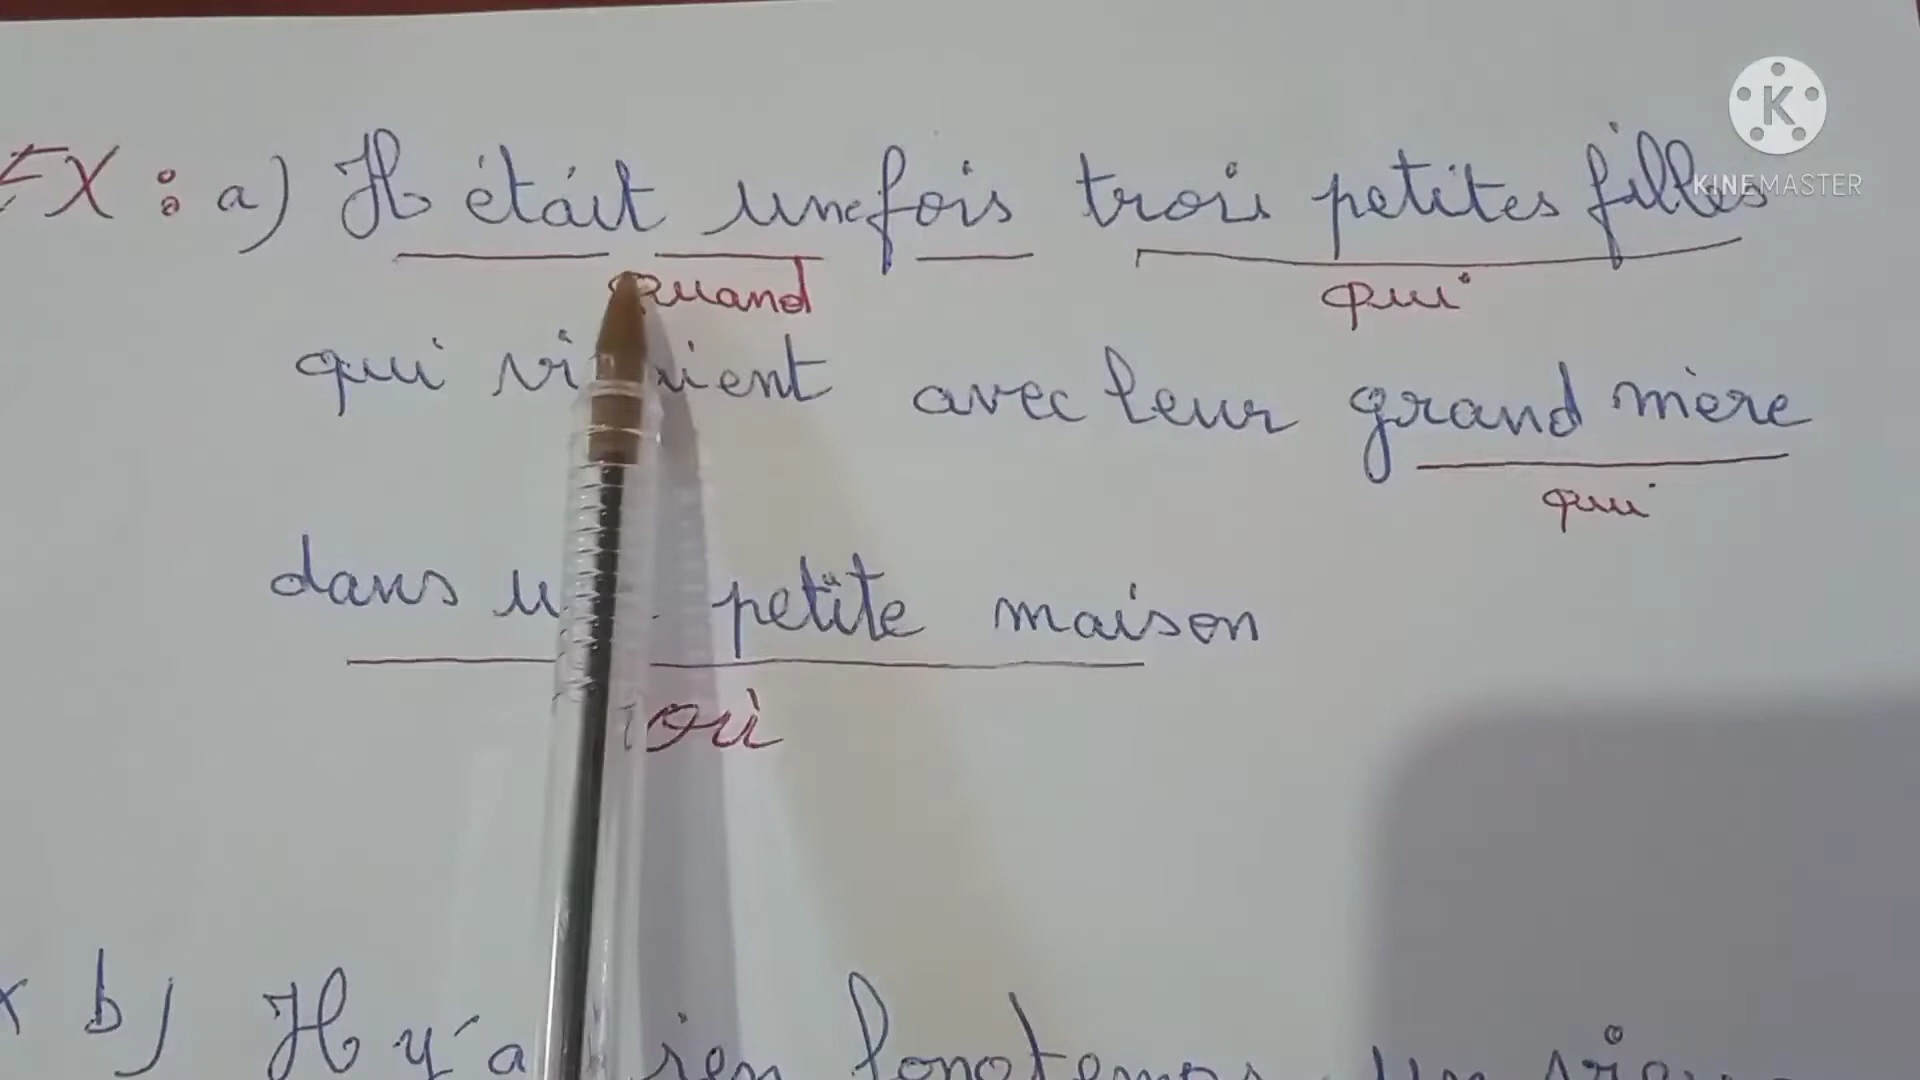 EX : a) Il était une fois trois petites filles
quand qui
qui vivaient avec leur grand mère
qui
dans petite maison
où
b) Il y'a bien longtemps un
KINEMASTER